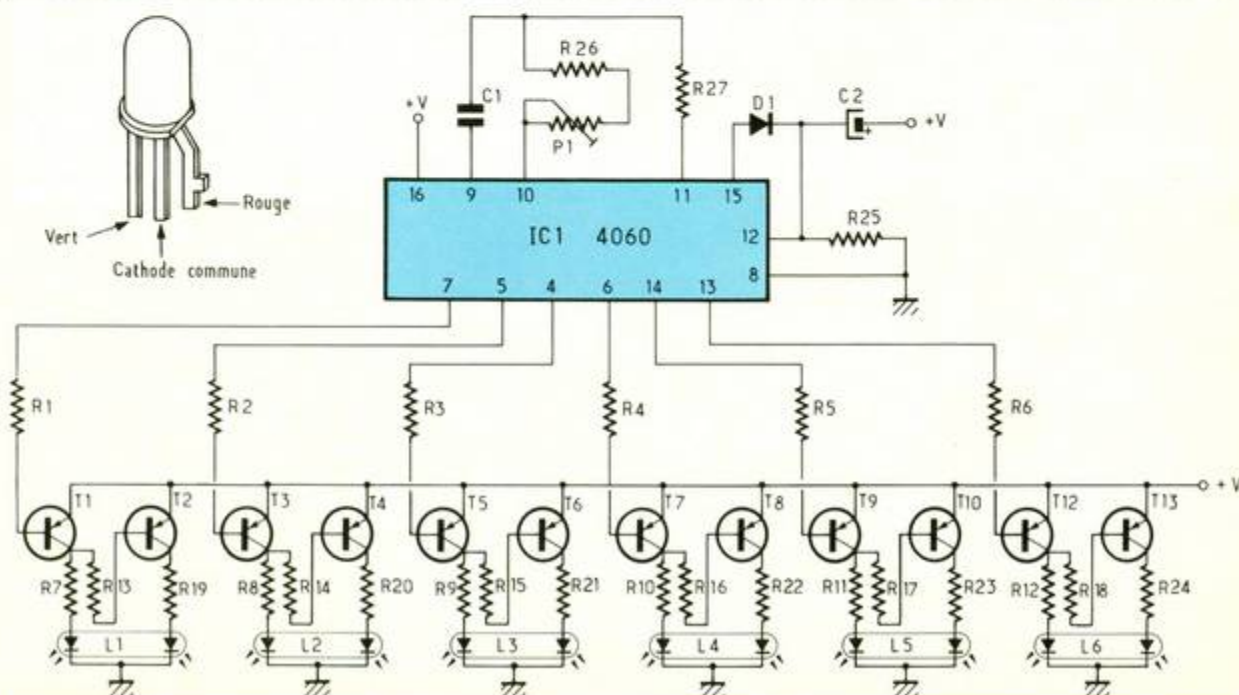 R26
C1
R27
+V
P1
D1
C2
+V
16
9
10
11
15
Rouge
Vert
Cathode commune
IC1 4060
12
R25
8
7
5
4
6
14
13
R1
R2
R3
R4
R5
R6
+V
T1
T2
T3
T4
T5
T6
T7
T8
T9
T10
T12
T13
R7
R13
R19
R8
R14
R20
R9
R15
R21
R10
R16
R22
R11
R17
R23
R12
R18
R24
L1
L2
L3
L4
L5
L6